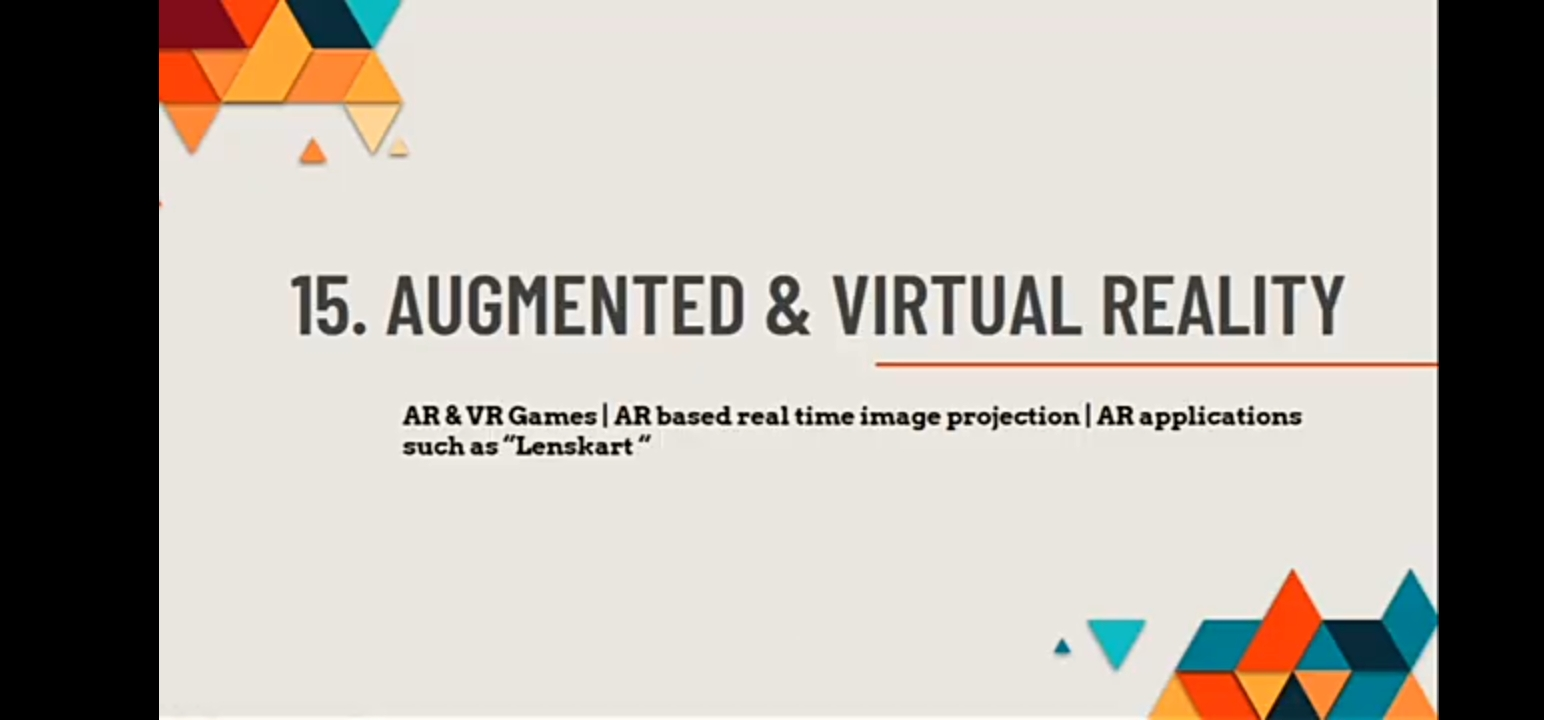 15. AUGMENTED & VIRTUAL REALITY
AR & VR Games | AR based real time image projection | AR applications
such as “Lenskart “